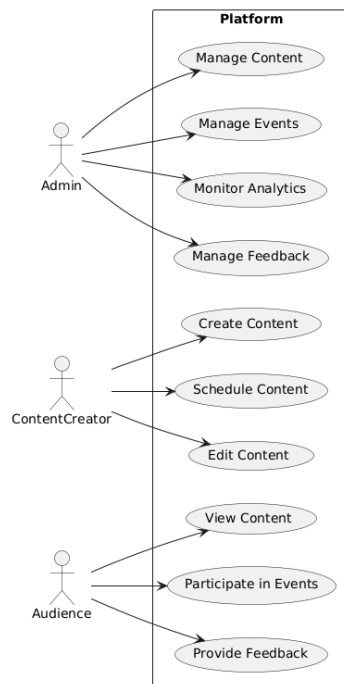 Platform
Manage Content
Manage Events
Monitor Analytics
Manage Feedback
Admin
Create Content
Schedule Content
Edit Content
ContentCreator
View Content
Participate in Events
Provide Feedback
Audience